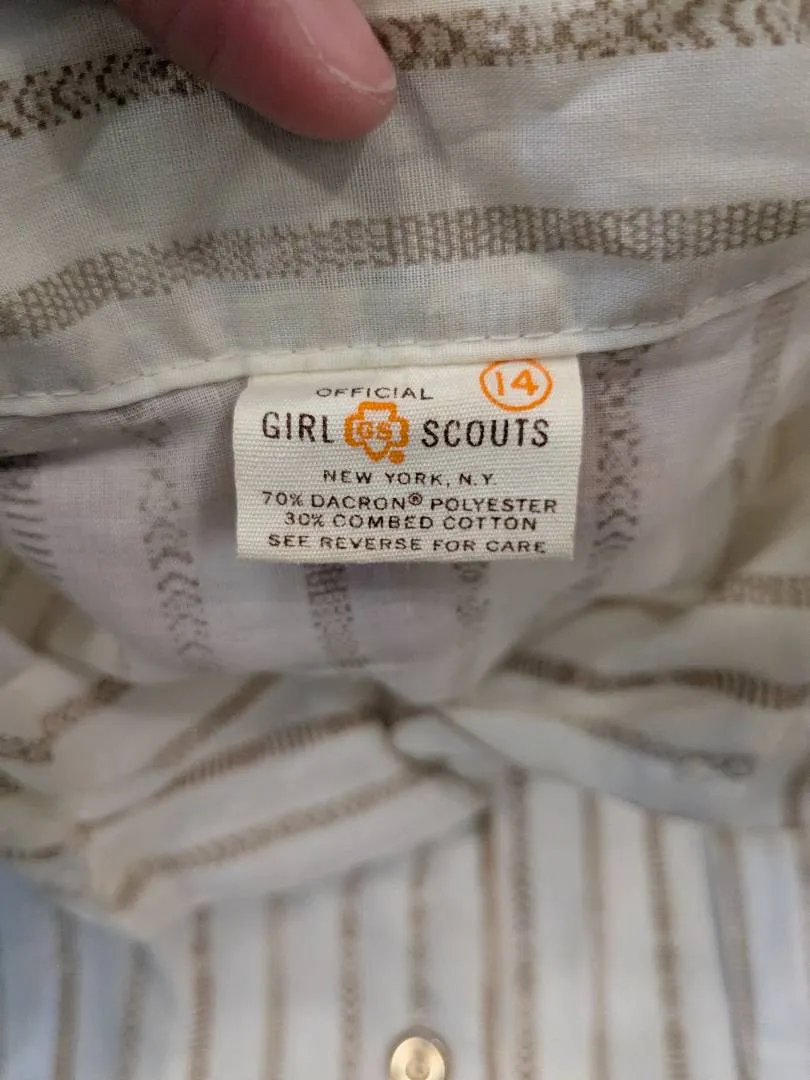 OFFICIAL 14
GIRL GS SCOUTS
NEW YORK, N.Y.
70% DACRON® POLYESTER
30% COMBED COTTON
SEE REVERSE FOR CARE